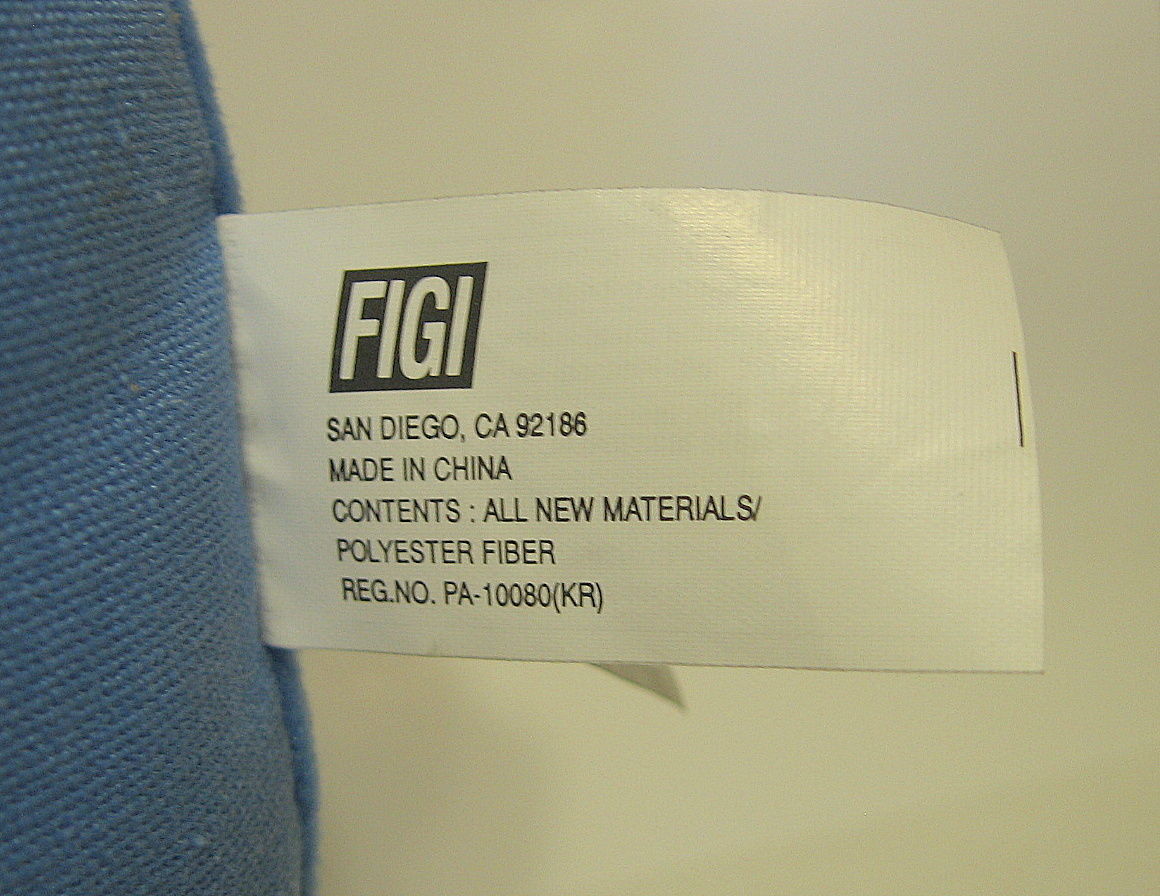 FIGI
SAN DIEGO, CA 92186
MADE IN CHINA
CONTENTS : ALL NEW MATERIALS/
POLYESTER FIBER
REG.NO. PA-10080(KR)